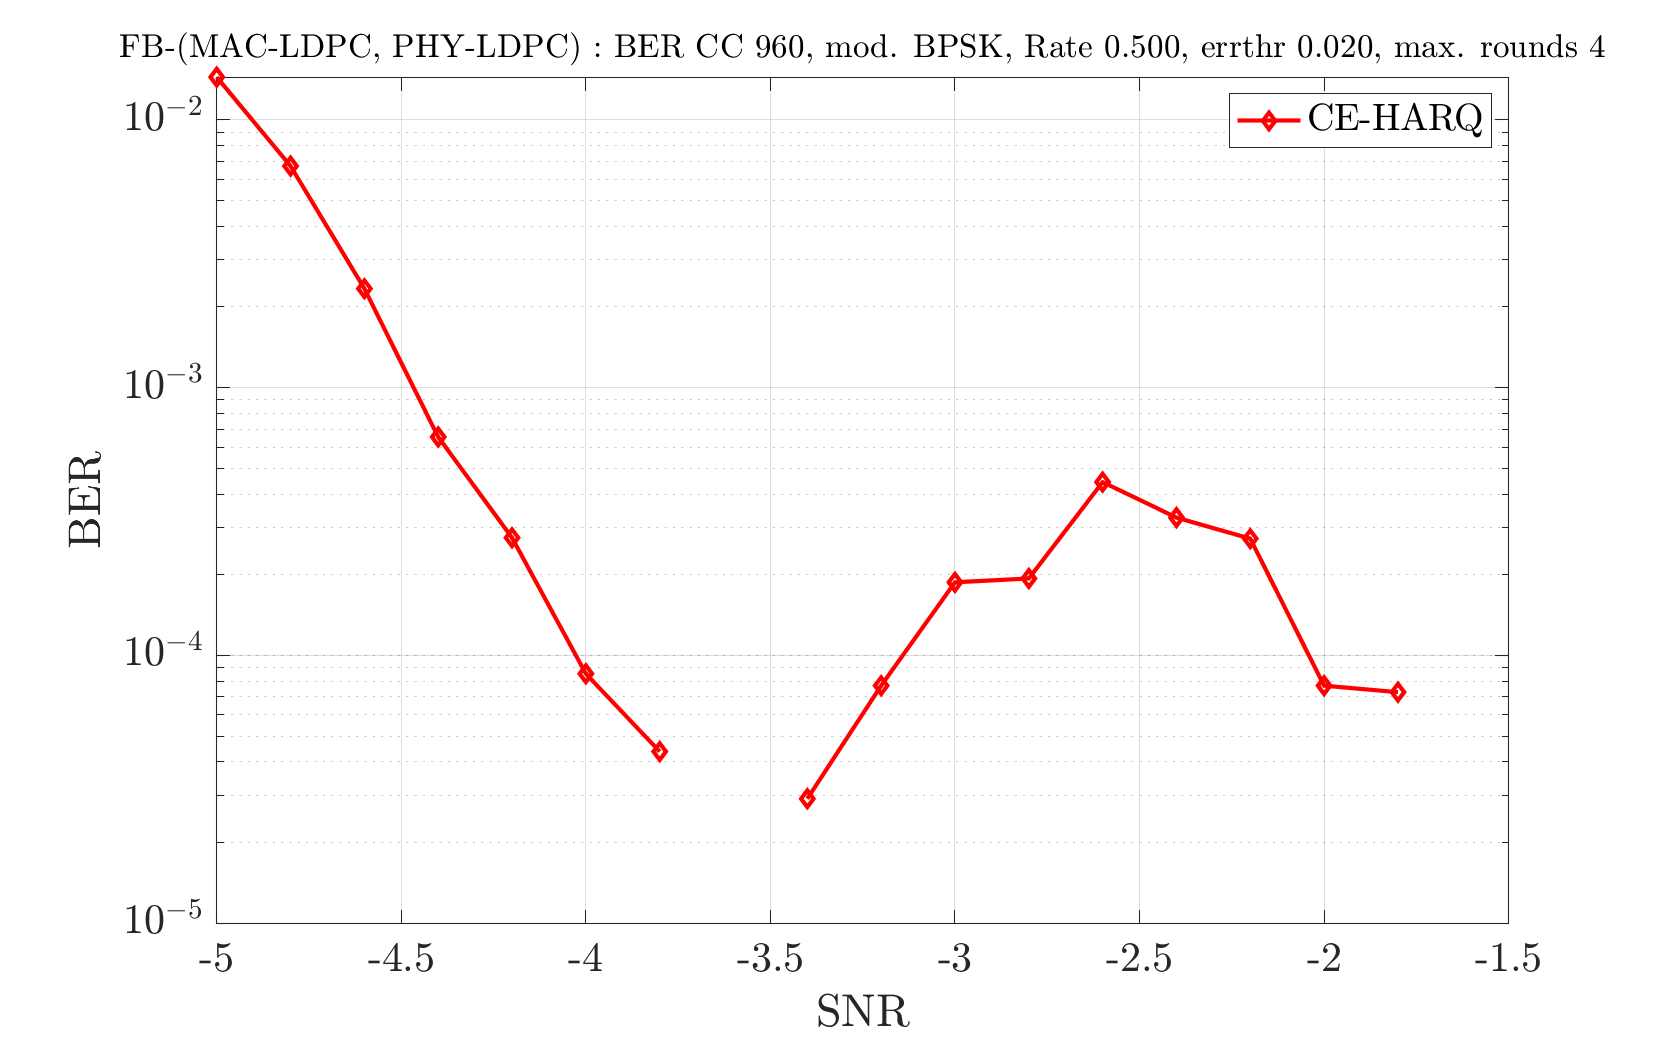 FB-(MAC-LDPC, PHY-LDPC) : BER CC 960, mod. BPSK, Rate 0.500, errthr 0.020, max. rounds 4
CE-HARQ
10^{-2}
10^{-3}
10^{-4}
10^{-5}
BER
-5 -4.5 -4 -3.5 -3 -2.5 -2 -1.5
SNR